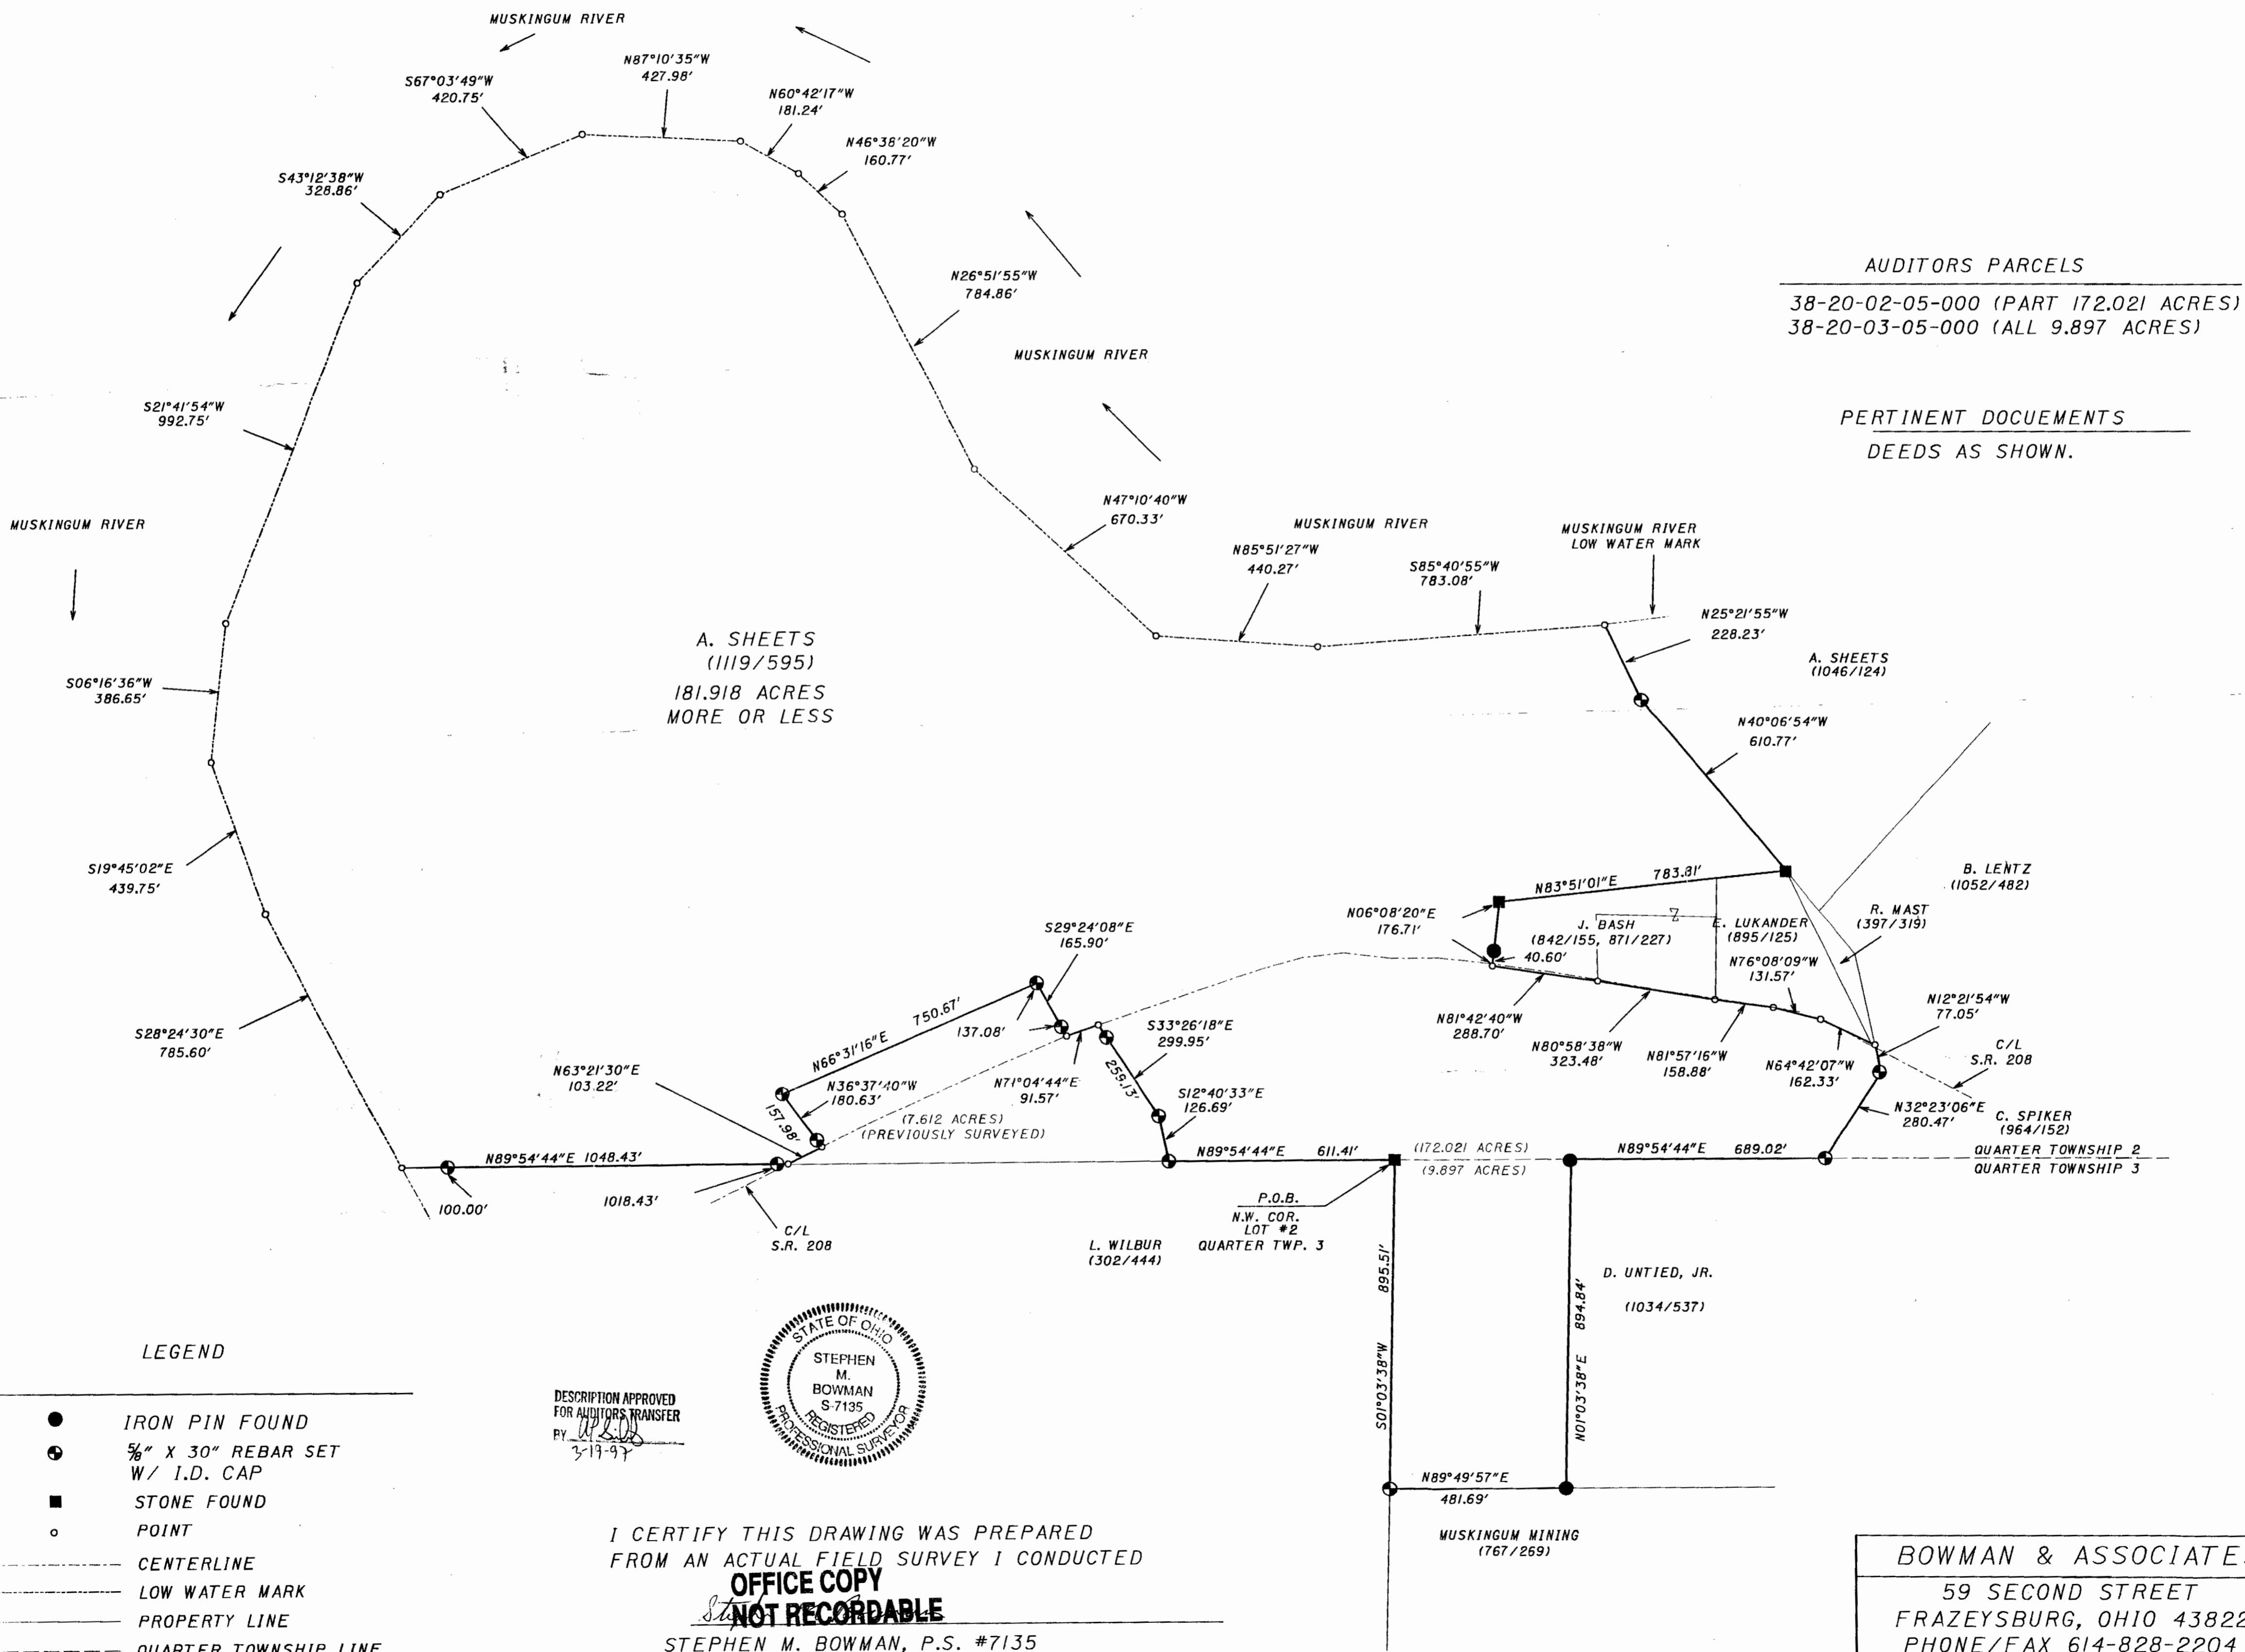 MUSKINGUM RIVER
N87°10'35"W
427.98'
S67°03'49"W
420.75'
N60°42'17"W
181.24'
N46°38'20"W
160.77'
S43°12'38"W
328.86'
N26°51'55"W
784.86'
MUSKINGUM RIVER
AUDITORS PARCELS
38-20-02-05-000 (PART 172.021 ACRES)
38-20-03-05-000 (ALL 9.897 ACRES)
PERTINENT DOCUEMENTS
DEEDS AS SHOWN.
S21°41'54"W
992.75'
MUSKINGUM RIVER
N47°10'40"W
670.33'
MUSKINGUM RIVER
N85°51'27"W
440.27'
S85°40'55"W
783.08'
MUSKINGUM RIVER
LOW WATER MARK
N25°21'55"W
228.23'
A. SHEETS
(1119/595)
181.918 ACRES
MORE OR LESS
A. SHEETS
(1046/124)
S06°16'36"W
386.65'
N40°06'54"W
610.77'
S19°45'02"E
439.75'
N83°51'01"E 783.81'
B. LENTZ
(1052/482)
R. MAST
(397/319)
N06°08'20"E
176.71'
J. BASH
(842/155, 871/227)
E. LUKANDER
(895/125)
40.60'
N76°08'09"W
131.57'
S29°24'08"E
165.90'
N12°21'54"W
77.05'
S28°24'30"E
785.60'
N66°31'16"E 750.67'
137.08'
S33°26'18"E
299.95'
N81°42'40"W
288.70'
N80°58'38"W
323.48'
N81°57'16"W
158.88'
N64°42'07"W
162.33'
C/L
S.R. 208
N63°21'30"E
103.22'
N36°37'40"W
180.63'
157.98'
N71°04'44"E
91.57'
259.13'
S12°40'33"E
126.69'
(7.612 ACRES)
(PREVIOUSLY SURVEYED)
N32°23'06"E
280.47'
C. SPIKER
(964/152)
N89°54'44"E 1048.43'
N89°54'44"E 611.41'
(172.021 ACRES)
(9.897 ACRES)
N89°54'44"E 689.02'
QUARTER TOWNSHIP 2
QUARTER TOWNSHIP 3
100.00'
1018.43'
C/L
S.R. 208
P.O.B.
N.W. COR.
LOT #2
QUARTER TWP. 3
L. WILBUR
(302/444)
S01°03'38"W 895.51'
N01°03'38"E 894.84'
D. UNTIED, JR.
(1034/537)
N89°49'57"E
481.69'
MUSKINGUM MINING
(767/269)
LEGEND
IRON PIN FOUND
5/8" X 30" REBAR SET
W/ I.D. CAP
STONE FOUND
POINT
CENTERLINE
LOW WATER MARK
PROPERTY LINE
QUARTER TOWNSHIP LINE
DESCRIPTION APPROVED
FOR AUDITORS TRANSFER
BY
3-19-97
STATE OF OHIO
STEPHEN
M.
BOWMAN
S-7135
REGISTERED
PROFESSIONAL SURVEYOR
I CERTIFY THIS DRAWING WAS PREPARED
FROM AN ACTUAL FIELD SURVEY I CONDUCTED
OFFICE COPY
NOT RECORDABLE
STEPHEN M. BOWMAN, P.S. #7135
BOWMAN & ASSOCIATES
59 SECOND STREET
FRAZEYSBURG, OHIO 43822
PHONE/FAX 614-828-2204